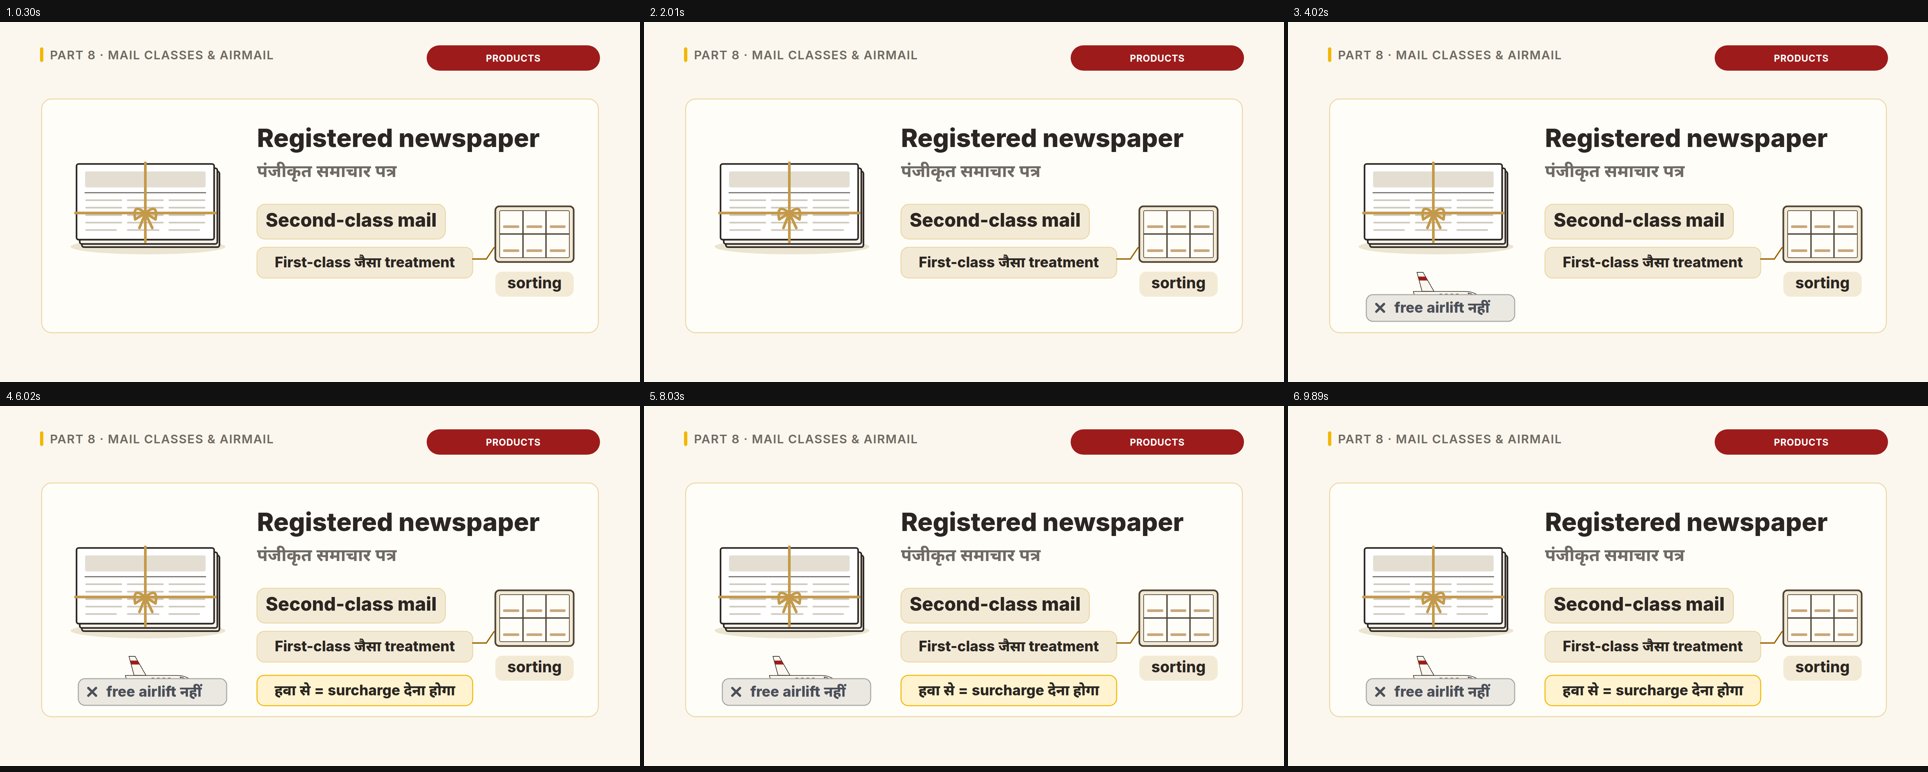 1. 0.30s
PART 8 · MAIL CLASSES & AIRMAIL
PRODUCTS
Registered newspaper
पंजीकृत समाचार पत्र
Second-class mail
First-class जैसा treatment
sorting
2. 2.01s
PART 8 · MAIL CLASSES & AIRMAIL
PRODUCTS
Registered newspaper
पंजीकृत समाचार पत्र
Second-class mail
First-class जैसा treatment
sorting
3. 4.02s
PART 8 · MAIL CLASSES & AIRMAIL
PRODUCTS
Registered newspaper
पंजीकृत समाचार पत्र
Second-class mail
First-class जैसा treatment
sorting
✕ free airlift नहीं
4. 6.02s
PART 8 · MAIL CLASSES & AIRMAIL
PRODUCTS
Registered newspaper
पंजीकृत समाचार पत्र
Second-class mail
First-class जैसा treatment
sorting
✕ free airlift नहीं
हवा से = surcharge देना होगा
5. 8.03s
PART 8 · MAIL CLASSES & AIRMAIL
PRODUCTS
Registered newspaper
पंजीकृत समाचार पत्र
Second-class mail
First-class जैसा treatment
sorting
✕ free airlift नहीं
हवा से = surcharge देना होगा
6. 9.89s
PART 8 · MAIL CLASSES & AIRMAIL
PRODUCTS
Registered newspaper
पंजीकृत समाचार पत्र
Second-class mail
First-class जैसा treatment
sorting
✕ free airlift नहीं
हवा से = surcharge देना होगा